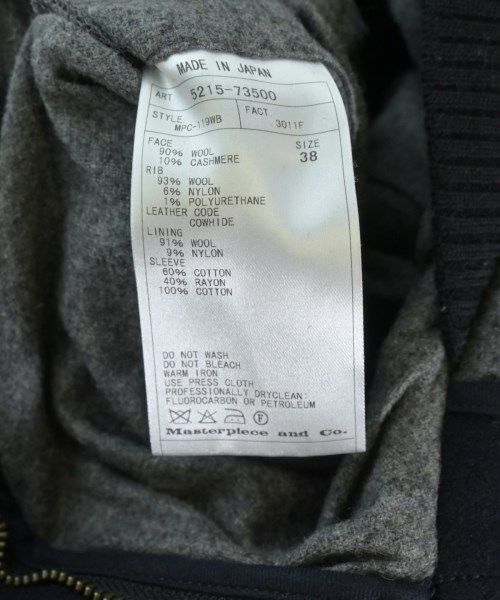 MADE IN JAPAN
ART 5215-73500
STYLE FACT
MPC-119WB 3011F
FACE SIZE
90% WOOL 38
10% CASHMERE
RIB
93% WOOL
6% NYLON
1% POLYURETHANE
LEATHER CODE
COWHIDE
LINING
91% WOOL
9% NYLON
SLEEVE
60% COTTON
40% RAYON
100% COTTON
DO NOT WASH
DO NOT BLEACH
WARM IRON
USE PRESS CLOTH
PROFESSIONALLY DRYCLEAN:
FLUOROCARBON OR PETROLEUM
F
Masterpiece and Co.